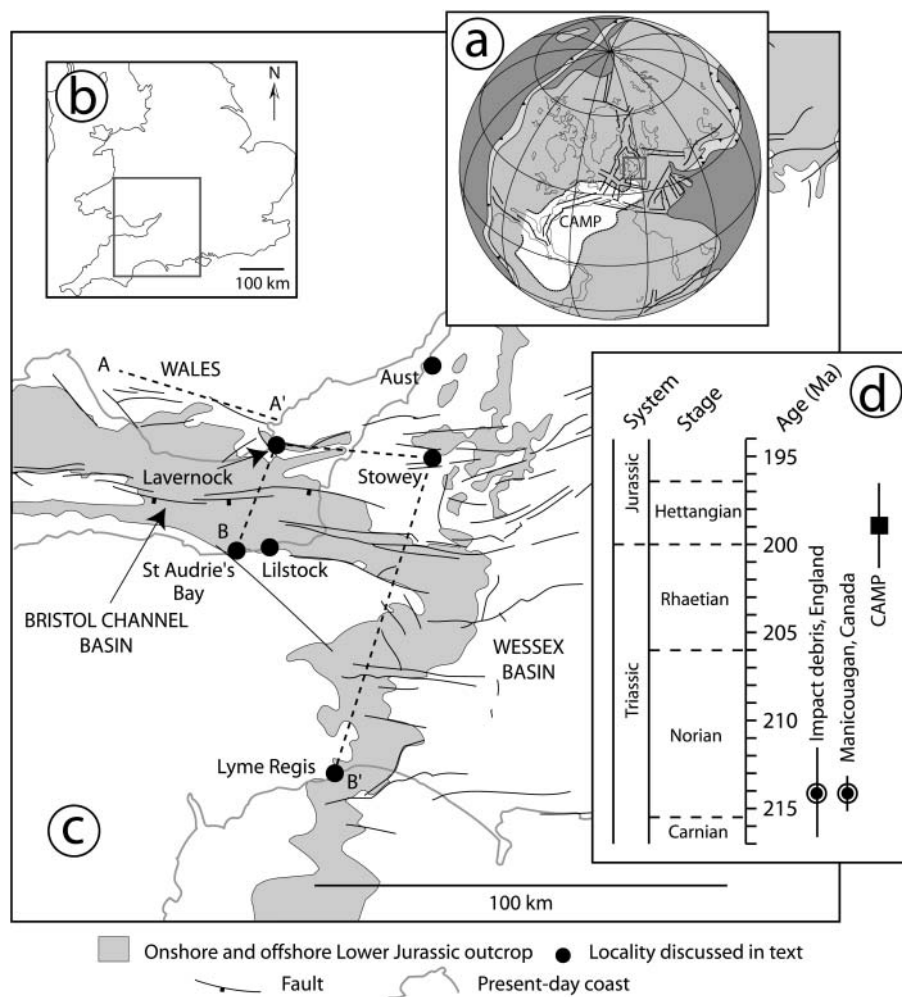 a
CAMP
b
N
100 km
A
WALES
A'
Aust
Lavernock
Stowey
B
St Audrie's
Bay
Lilstock
BRISTOL CHANNEL
BASIN
WESSEX
BASIN
Lyme Regis
B'
c
100 km
d
System
Stage
Age (Ma)
Jurassic
Triassic
Hettangian
Rhaetian
Norian
Carnian
195
200
205
210
215
Impact debris, England
Manicouagan, Canada
CAMP
Onshore and offshore Lower Jurassic outcrop
Locality discussed in text
Fault
Present-day coast